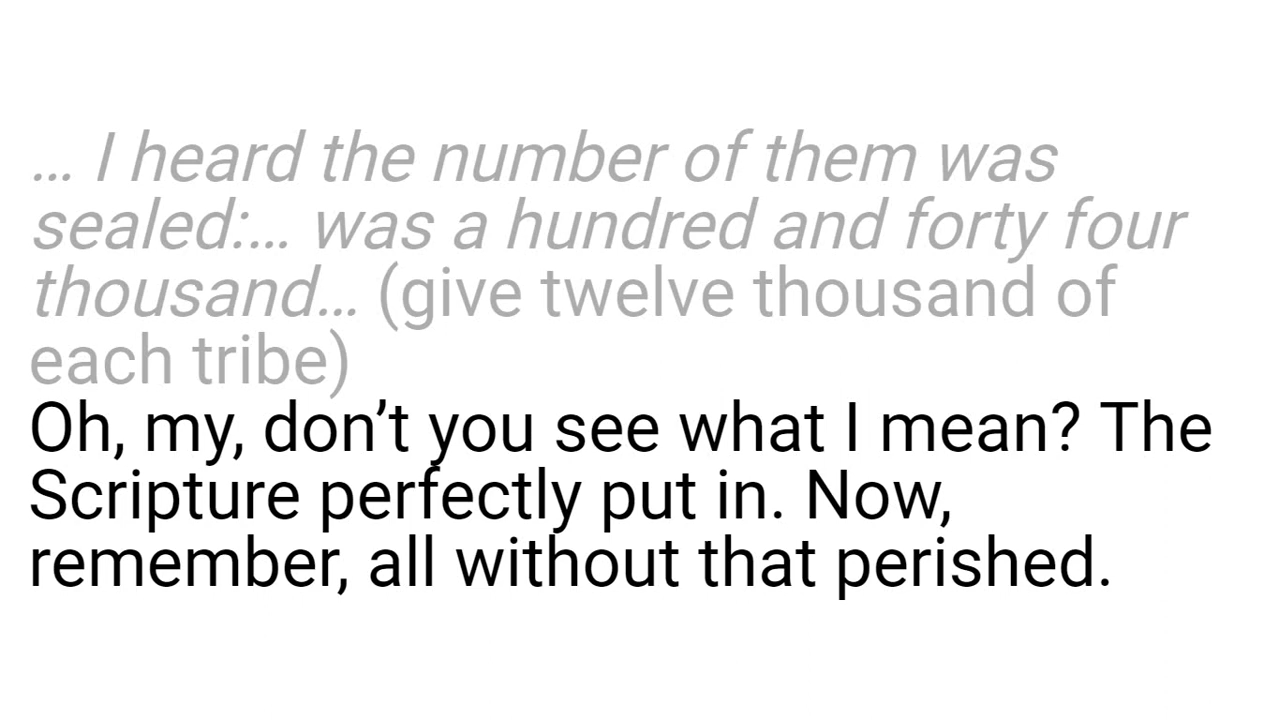 … I heard the number of them was
sealed:… was a hundred and forty four
thousand… (give twelve thousand of
each tribe)
Oh, my, don’t you see what I mean? The
Scripture perfectly put in. Now,
remember, all without that perished.